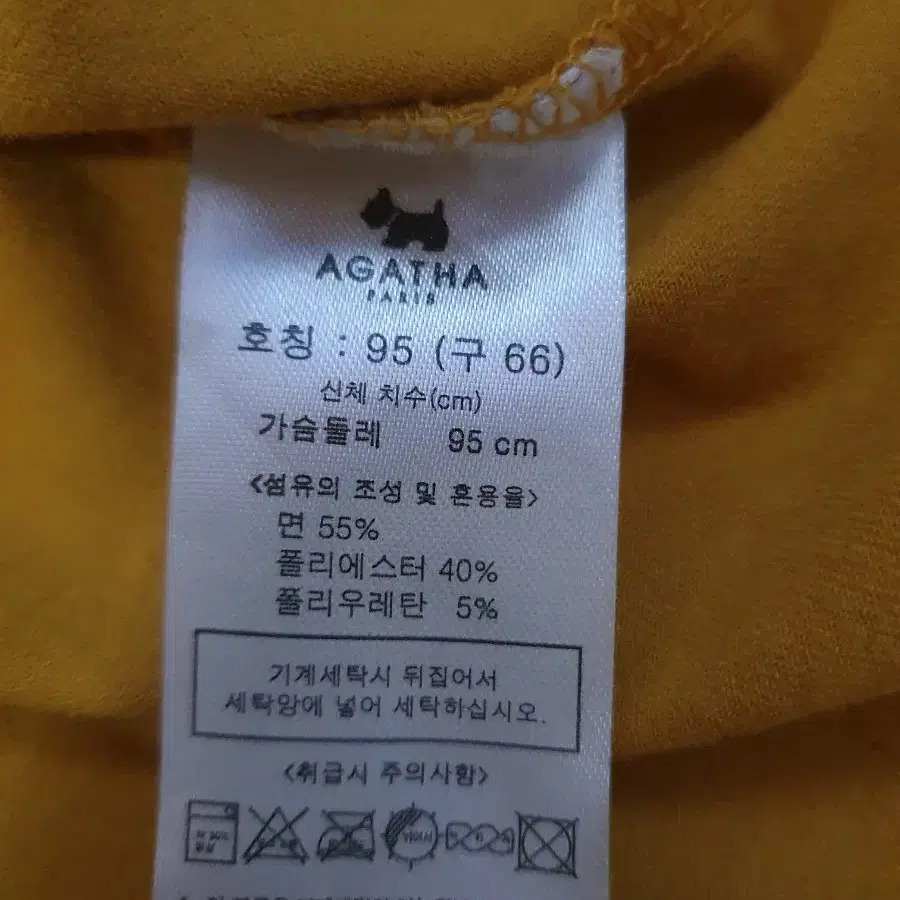 AGATHA
PARIS
호칭 : 95 (구 66)
신체 치수(cm)
가슴둘레 95 cm
<섬유의 조성 및 혼용율>
면 55%
폴리에스터 40%
폴리우레탄 5%
기계세탁시 뒤집어서
세탁망에 넣어 세탁하십시오.
<취급시 주의사항>